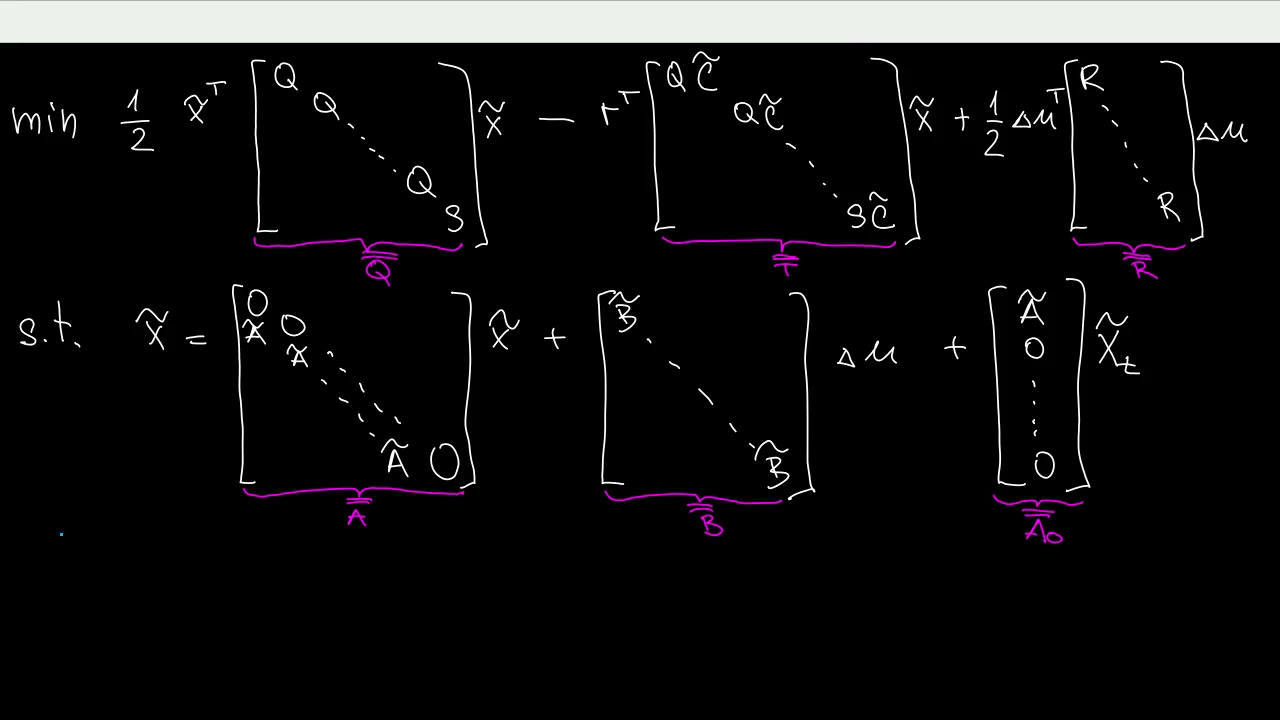 min 1/2 x̃ᵀ [Q Q ⋱ Q S] x̃ − rᵀ [QC̃ QC̃ ⋱ SC̃] x̃ + 1/2 Δuᵀ [R ⋱ R] Δu
Q̿ T̿ R̿
s.t. x̃ = [0 Ã 0 Ã ⋱ ⋱ Ã 0] x̃ + [B̃ ⋱ B̃] Δu + [Ã 0 ⋮ 0] x̃ₜ
A̿ B̿ A̿₀